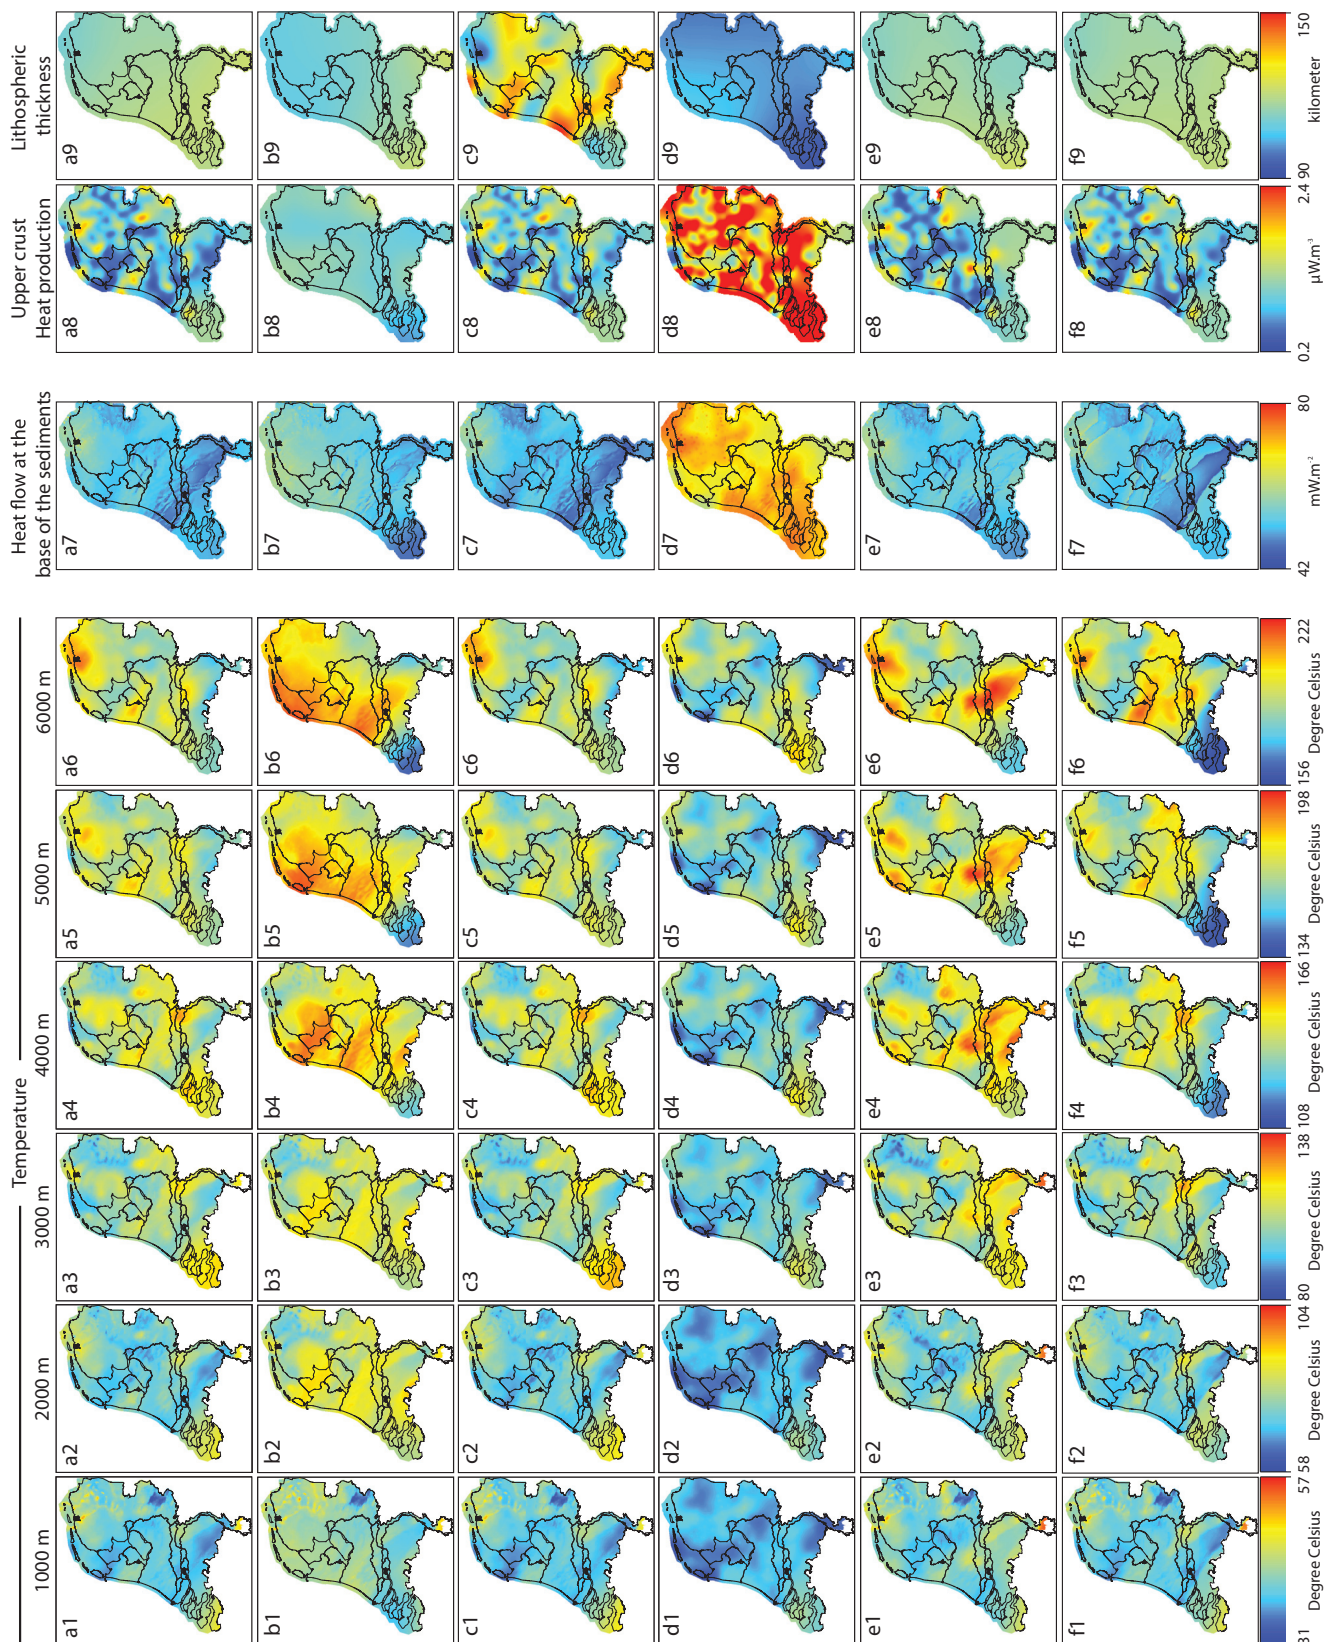 Temperature
Heat flow at the
base of the sediments
Upper crust
Heat production
Lithospheric
thickness
1000 m 2000 m 3000 m 4000 m 5000 m 6000 m
a1 a2 a3 a4 a5 a6 a7 a8 a9
b1 b2 b3 b4 b5 b6 b7 b8 b9
c1 c2 c3 c4 c5 c6 c7 c8 c9
d1 d2 d3 d4 d5 d6 d7 d8 d9
e1 e2 e3 e4 e5 e6 e7 e8 e9
f1 f2 f3 f4 f5 f6 f7 f8 f9
31 57 58 104 80 138 108 166 134 198 156 222 42 80 0.2 2.4 90 150
Degree Celsius Degree Celsius Degree Celsius Degree Celsius Degree Celsius Degree Celsius mW.m⁻² µW.m⁻³ kilometer